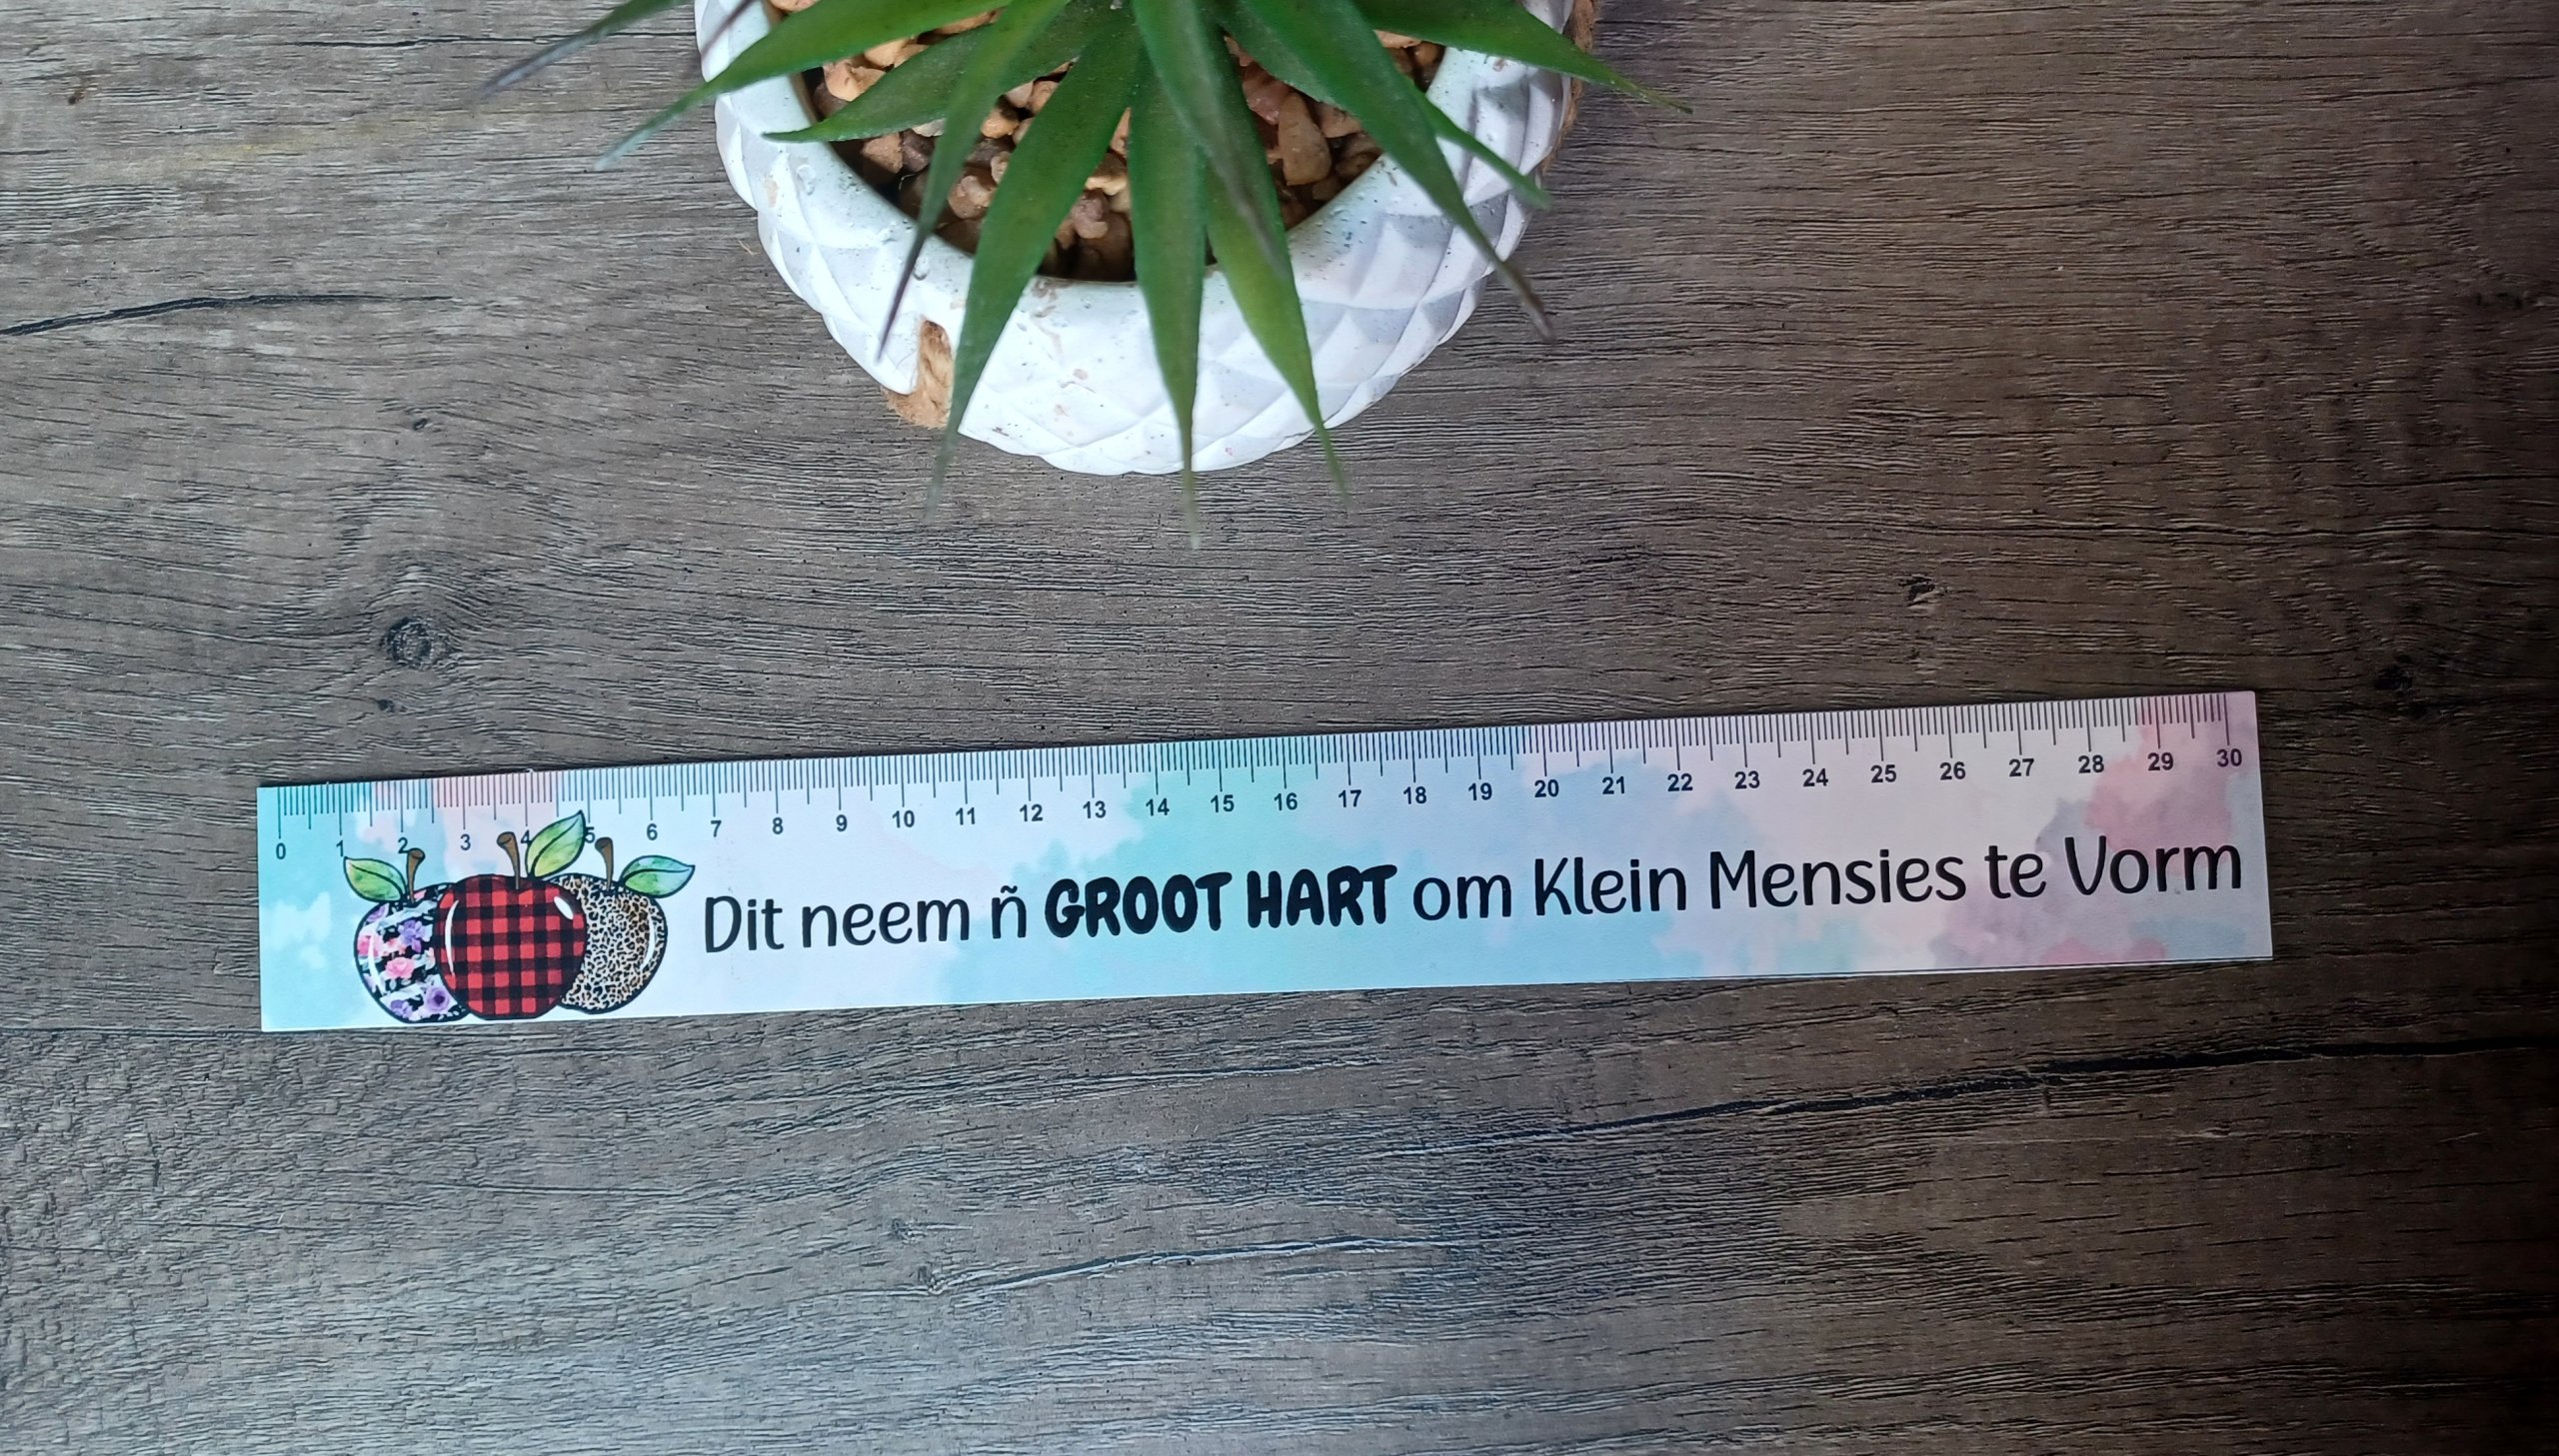 0 1 2 3 4 5 6 7 8 9 10 11 12 13 14 15 16 17 18 19 20 21 22 23 24 25 26 27 28 29 30
Dit neem ñ GROOT HART om Klein Mensies te Vorm